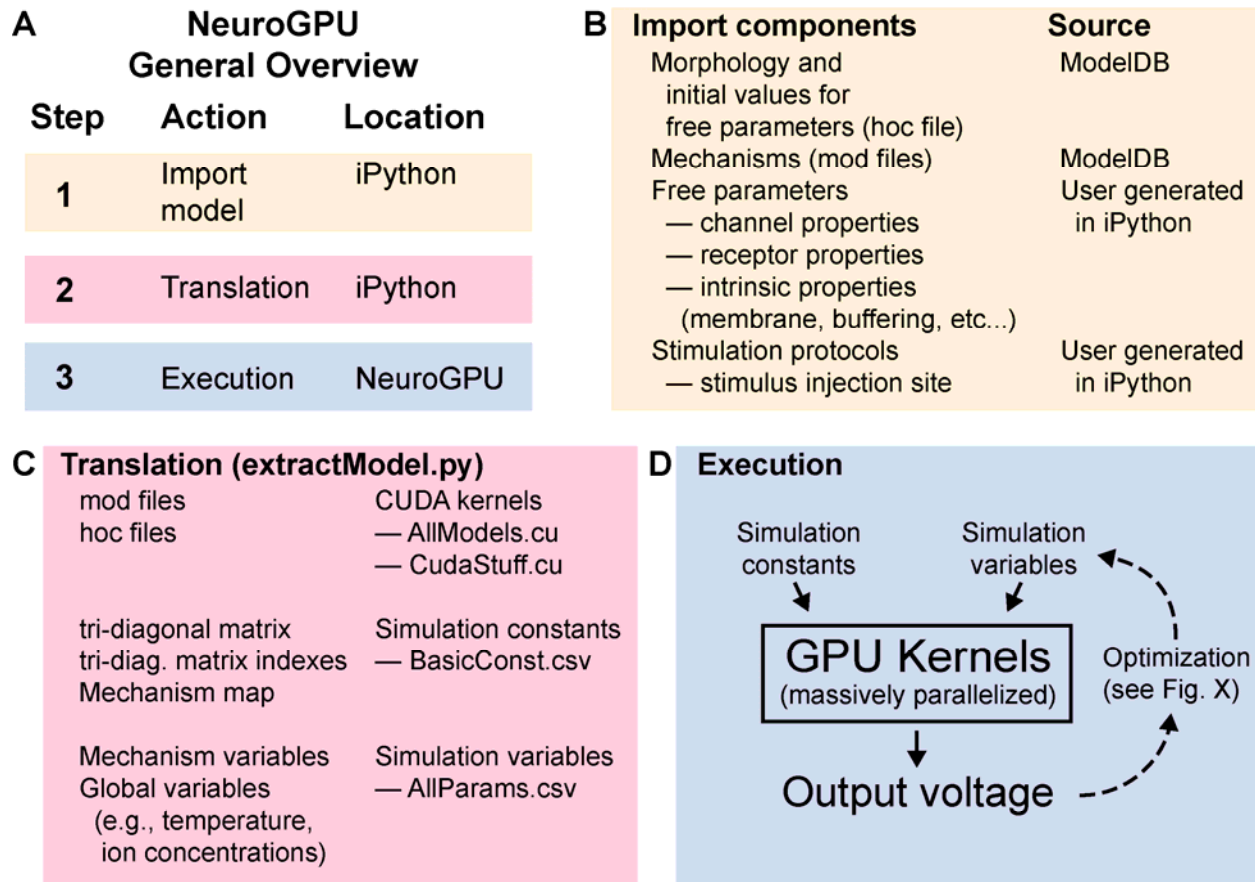 A
NeuroGPU
General Overview
Step Action Location
1 Import model iPython
2 Translation iPython
3 Execution NeuroGPU
B Import components Source
Morphology and ModelDB
initial values for
free parameters (hoc file)
Mechanisms (mod files) ModelDB
Free parameters User generated
— channel properties in iPython
— receptor properties
— intrinsic properties
(membrane, buffering, etc...)
Stimulation protocols User generated
— stimulus injection site in iPython
C Translation (extractModel.py)
mod files CUDA kernels
hoc files — AllModels.cu
— CudaStuff.cu
tri-diagonal matrix Simulation constants
tri-diag. matrix indexes — BasicConst.csv
Mechanism map
Mechanism variables Simulation variables
Global variables — AllParams.csv
(e.g., temperature,
ion concentrations)
D Execution
Simulation
constants
Simulation
variables
GPU Kernels
(massively parallelized)
Optimization
(see Fig. X)
Output voltage